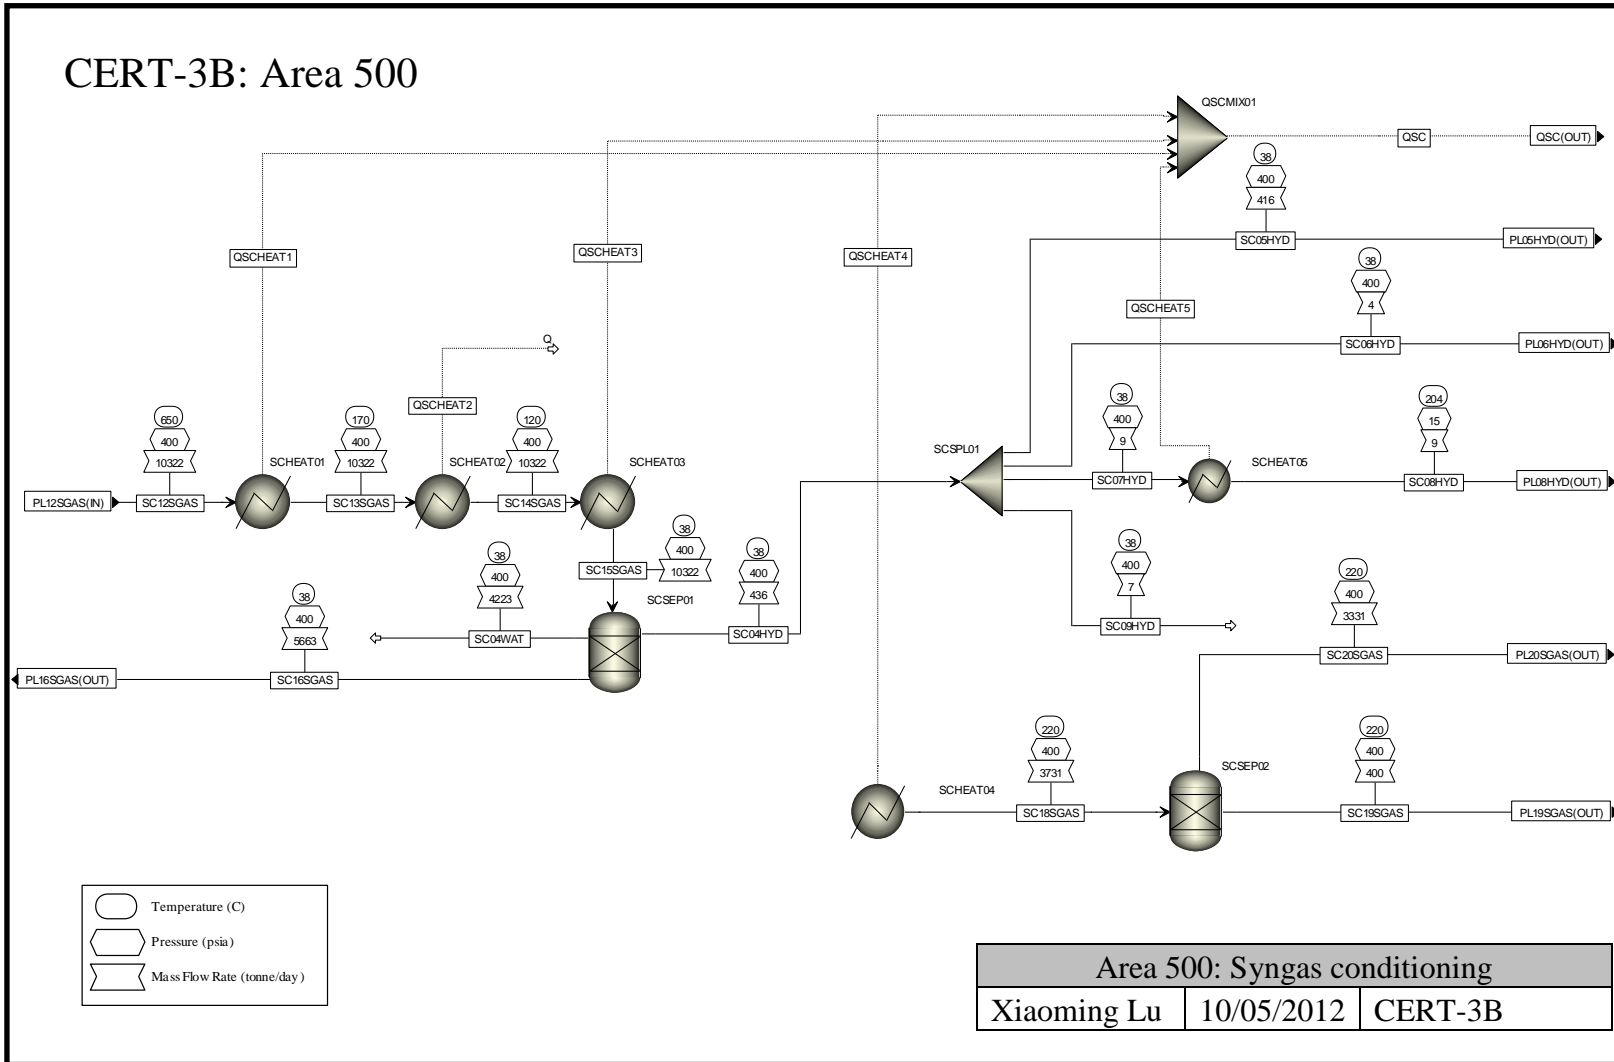 CERT-3B: Area 500
QSCMIX01
QSC
QSC(OUT)
38
400
416
SC05HYD
PL05HYD(OUT)
QSCHEAT1
QSCHEAT3
QSCHEAT4
38
400
4
SC06HYD
PL06HYD(OUT)
QSCHEAT5
Q
QSCHEAT2
650
400
10322
SC12SGAS
PL12SGAS(IN)
SCHEAT01
170
400
10322
SC13SGAS
SCHEAT02
120
400
10322
SC14SGAS
SCHEAT03
SCSPL01
38
400
9
SC07HYD
SCHEAT05
204
15
9
SC08HYD
PL08HYD(OUT)
38
400
10322
SC15SGAS
SCSEP01
38
400
4223
SC04WAT
38
400
436
SC04HYD
38
400
7
SC09HYD
38
400
5663
SC16SGAS
PL16SGAS(OUT)
220
400
3331
SC20SGAS
PL20SGAS(OUT)
SCHEAT04
220
400
3731
SC18SGAS
SCSEP02
220
400
400
SC19SGAS
PL19SGAS(OUT)
Temperature (C)
Pressure (psia)
Mass Flow Rate (tonne/day)
Area 500: Syngas conditioning
Xiaoming Lu 10/05/2012 CERT-3B